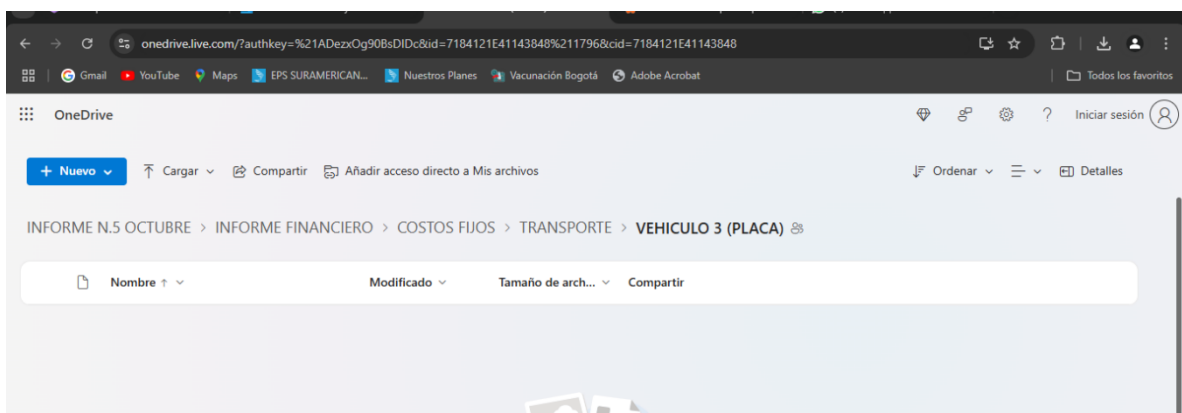 onedrive.live.com/?authkey=%21ADezxOg90BsDIDc&id=7184121E41143848%211796&cid=7184121E41143848
Gmail YouTube Maps EPS SURAMERICAN... Nuestros Planes Vacunación Bogotá Adobe Acrobat Todos los favoritos
OneDrive ? Iniciar sesión
+ Nuevo Cargar Compartir Añadir acceso directo a Mis archivos Ordenar Detalles
INFORME N.5 OCTUBRE > INFORME FINANCIERO > COSTOS FIJOS > TRANSPORTE > VEHICULO 3 (PLACA)
Nombre ↑ Modificado Tamaño de arch... Compartir